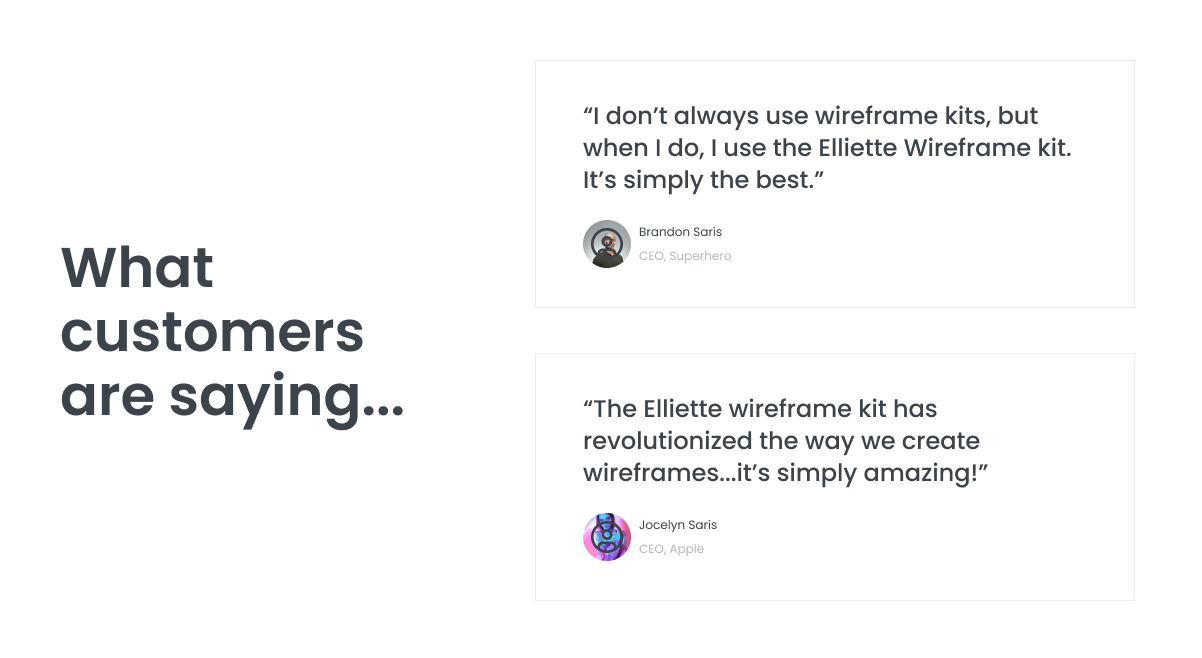 What
customers
are saying...
“I don’t always use wireframe kits, but
when I do, I use the Elliette Wireframe kit.
It’s simply the best.”
Brandon Saris
CEO, Superhero
“The Elliette wireframe kit has
revolutionized the way we create
wireframes...it’s simply amazing!”
Jocelyn Saris
CEO, Apple